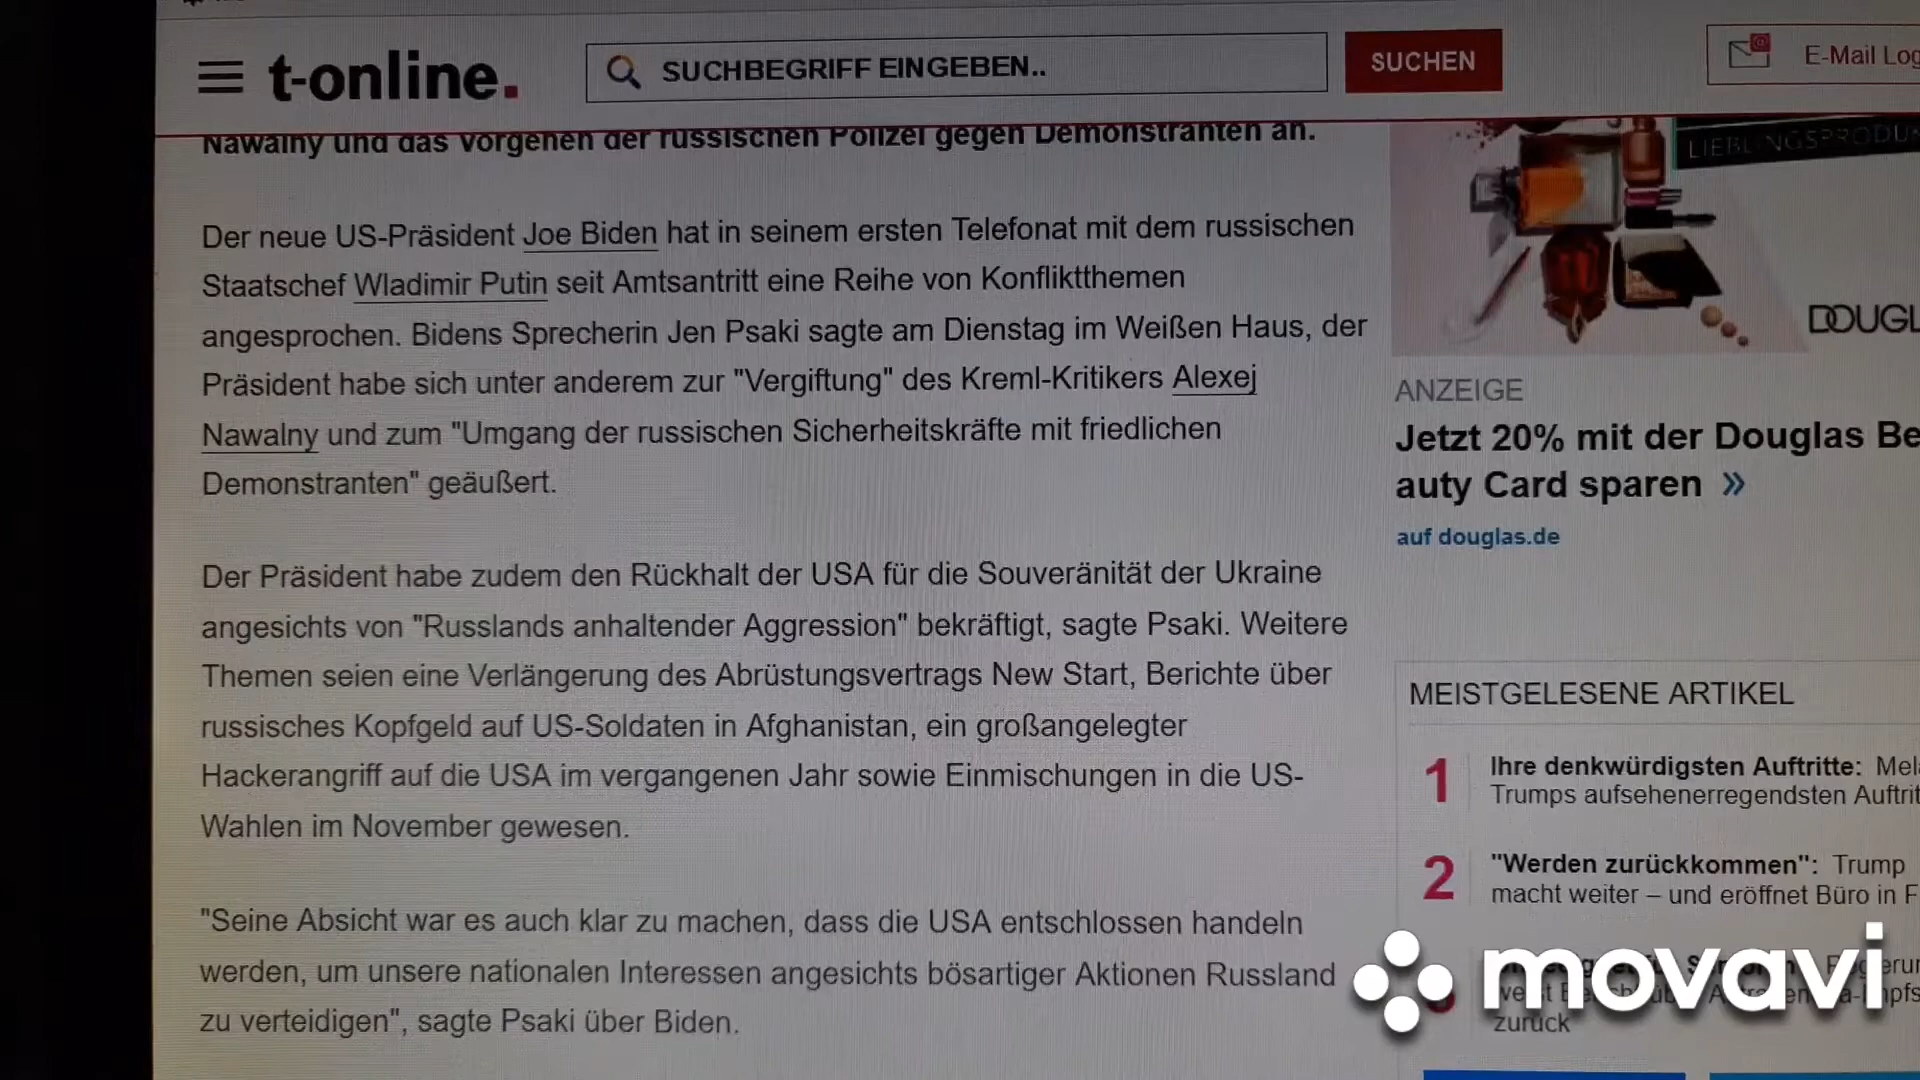 t-online.
SUCHBEGRIFF EINGEBEN..
SUCHEN
E-Mail Log
Nawalny und das Vorgehen der russischen Polizei gegen Demonstranten an.
Der neue US-Präsident Joe Biden hat in seinem ersten Telefonat mit dem russischen
Staatschef Wladimir Putin seit Amtsantritt eine Reihe von Konfliktthemen
angesprochen. Bidens Sprecherin Jen Psaki sagte am Dienstag im Weißen Haus, der
Präsident habe sich unter anderem zur "Vergiftung" des Kreml-Kritikers Alexej
Nawalny und zum "Umgang der russischen Sicherheitskräfte mit friedlichen
Demonstranten" geäußert.
Der Präsident habe zudem den Rückhalt der USA für die Souveränität der Ukraine
angesichts von "Russlands anhaltender Aggression" bekräftigt, sagte Psaki. Weitere
Themen seien eine Verlängerung des Abrüstungsvertrags New Start, Berichte über
russisches Kopfgeld auf US-Soldaten in Afghanistan, ein großangelegter
Hackerangriff auf die USA im vergangenen Jahr sowie Einmischungen in die US-
Wahlen im November gewesen.
"Seine Absicht war es auch klar zu machen, dass die USA entschlossen handeln
werden, um unsere nationalen Interessen angesichts bösartiger Aktionen Russland
zu verteidigen", sagte Psaki über Biden.
LIEBLINGSPRODU
DOUGL
ANZEIGE
Jetzt 20% mit der Douglas Be
auty Card sparen »
auf douglas.de
MEISTGELESENE ARTIKEL
1 Ihre denkwürdigsten Auftritte: Mela
Trumps aufsehenerregendsten Auftrit
2 "Werden zurückkommen": Trump
macht weiter – und eröffnet Büro in F
3
zurück
movavi